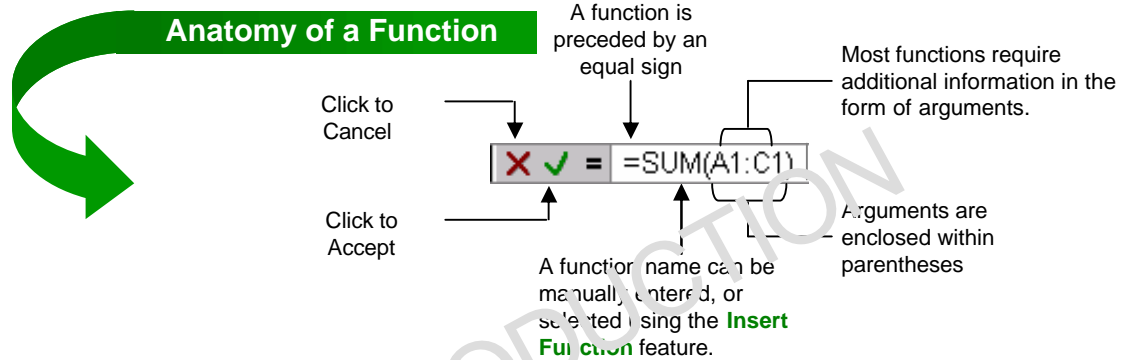 Anatomy of a Function
A function is
preceded by an
equal sign
Most functions require
additional information in the
form of arguments.
Click to
Cancel
= =SUM(A1:C1)
Click to
Accept
Arguments are
enclosed within
parentheses
A function name can be
manually entered, or
selected using the Insert
Function feature.
DUCTION